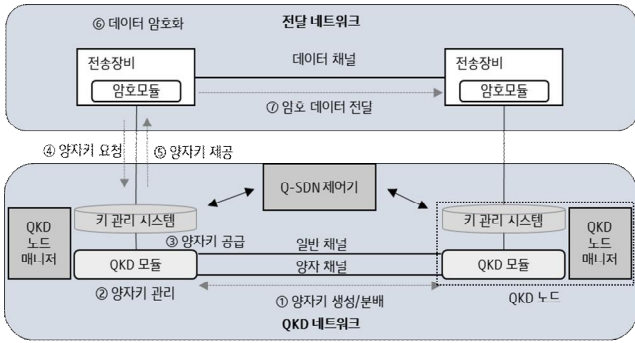 ⑥ 데이터 암호화
전달 네트워크
전송장비
암호모듈
데이터 채널
⑦ 암호 데이터 전달
전송장비
암호모듈
④ 양자키 요청
⑤ 양자키 제공
Q-SDN 제어기
QKD
노드
매니저
키 관리 시스템
③ 양자키 공급
QKD 모듈
② 양자키 관리
일반 채널
양자 채널
① 양자키 생성/분배
키 관리 시스템
QKD 모듈
QKD
노드
매니저
QKD 노드
QKD 네트워크